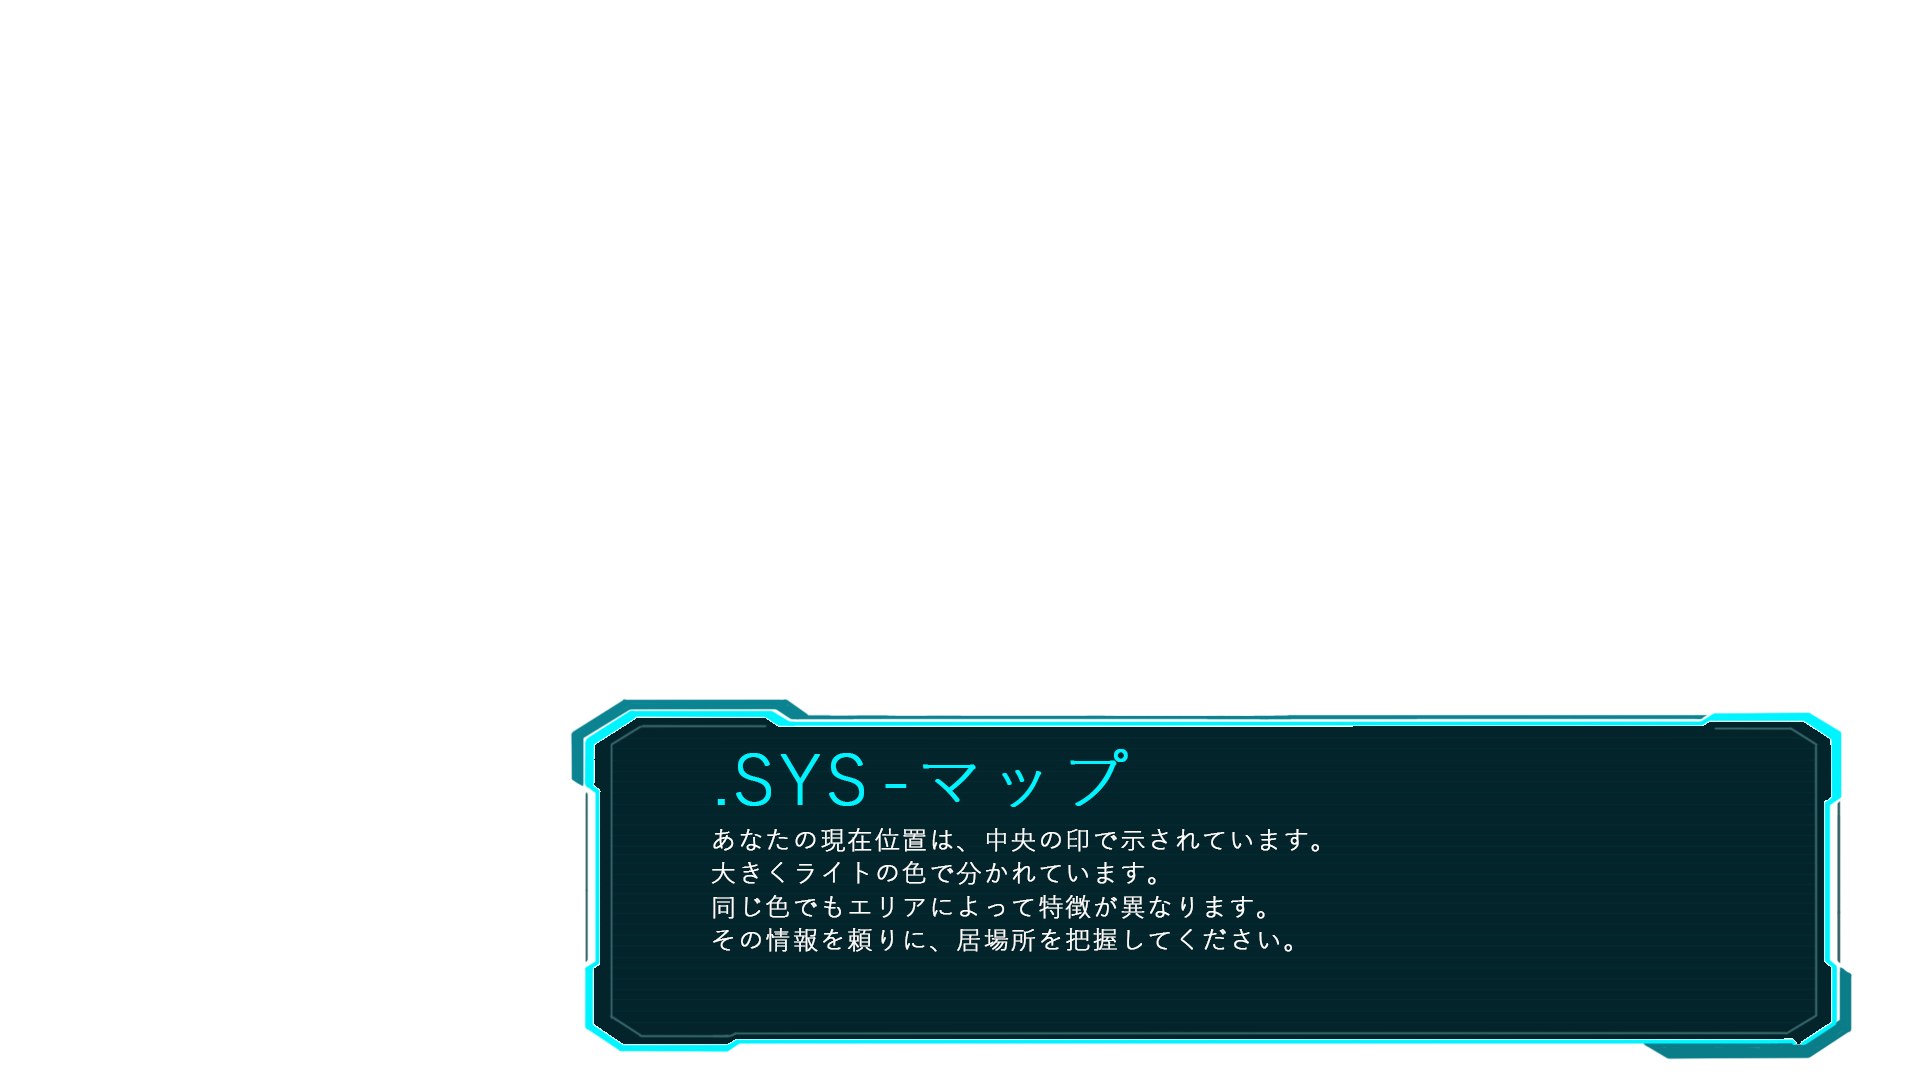 .SYS-マップ
あなたの現在位置は、中央の印で示されています。
大きくライトの色で分かれています。
同じ色でもエリアによって特徴が異なります。
その情報を頼りに、居場所を把握してください。